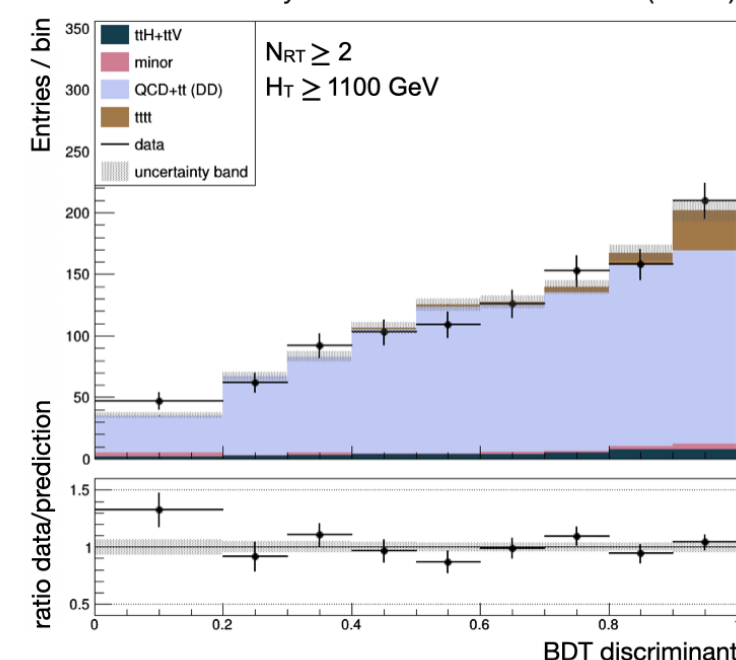 Entries / bin
350
300
250
200
150
100
50
0
ttH+ttV
minor
QCD+tt (DD)
tttt
data
uncertainty band
NRT ≥ 2
HT ≥ 1100 GeV
ratio data/prediction
1.5
1
0.5
0
0.2
0.4
0.6
0.8
BDT discriminant